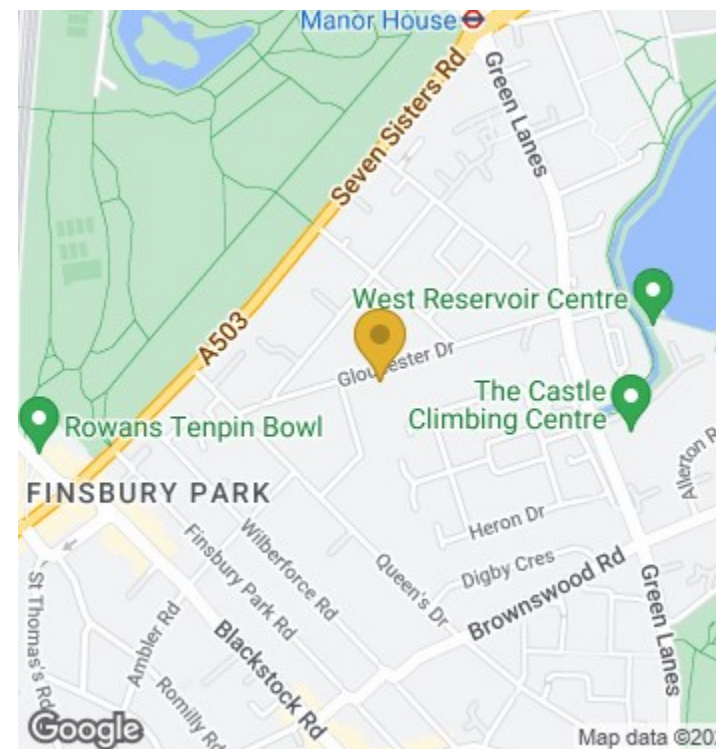 Manor House
Seven Sisters Rd
Green Lanes
A503
West Reservoir Centre
Gloucester Dr
The Castle
Climbing Centre
Rowans Tenpin Bowl
FINSBURY PARK
Allerton R
Heron Dr
Digby Cres
Brownswood Rd
Queen's Dr
Wilberforce Rd
Finsbury Park Rd
Blackstock Rd
Ambler Rd
St Thomas's Rd
Romilly Rd
Green Lanes
Google
Map data ©202